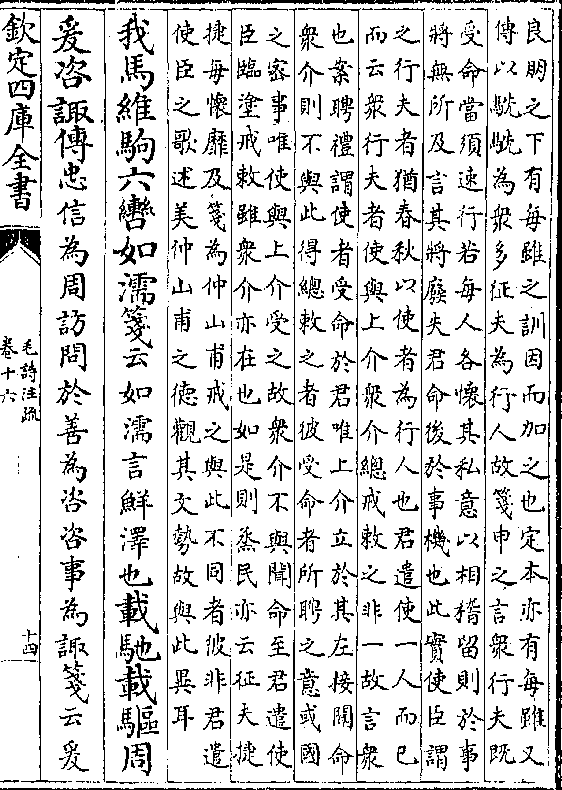 良朋之下有每雖之訓因而加之也定本亦有每雖又
傳以駪駪為衆多征夫為行人故箋申之言衆行夫既
受命當須速行若每人各懷其私意以相稽留則於事
將無所及言其將廢失君命後於事機也此實使臣謂
之行夫者猶春秋以使者為行人也君遣使一人而已
而云衆行夫者使與上介衆介總戒敕之非一故言衆
也案聘禮謂使者受命於君唯上介立於其左接聞命
衆介則不與此得總敕之者彼受命者所聘之意或國
之密事唯使與上介受之故衆介不與聞命至君遣使
臣臨塗戒敕雖衆介亦在也如是則烝民亦云征夫捷
捷毎懷靡及箋為仲山甫戒之與此不同者彼非君遣
使臣之歌述美仲山甫之德觀其文勢故與此異耳
我馬維駒六轡如濡箋云如濡言鮮澤也載馳載驅周
爰咨諏傳忠信為周訪問於善為咨咨事為諏箋云爰
欽定四庫全書
毛詩注疏
卷十六
十四